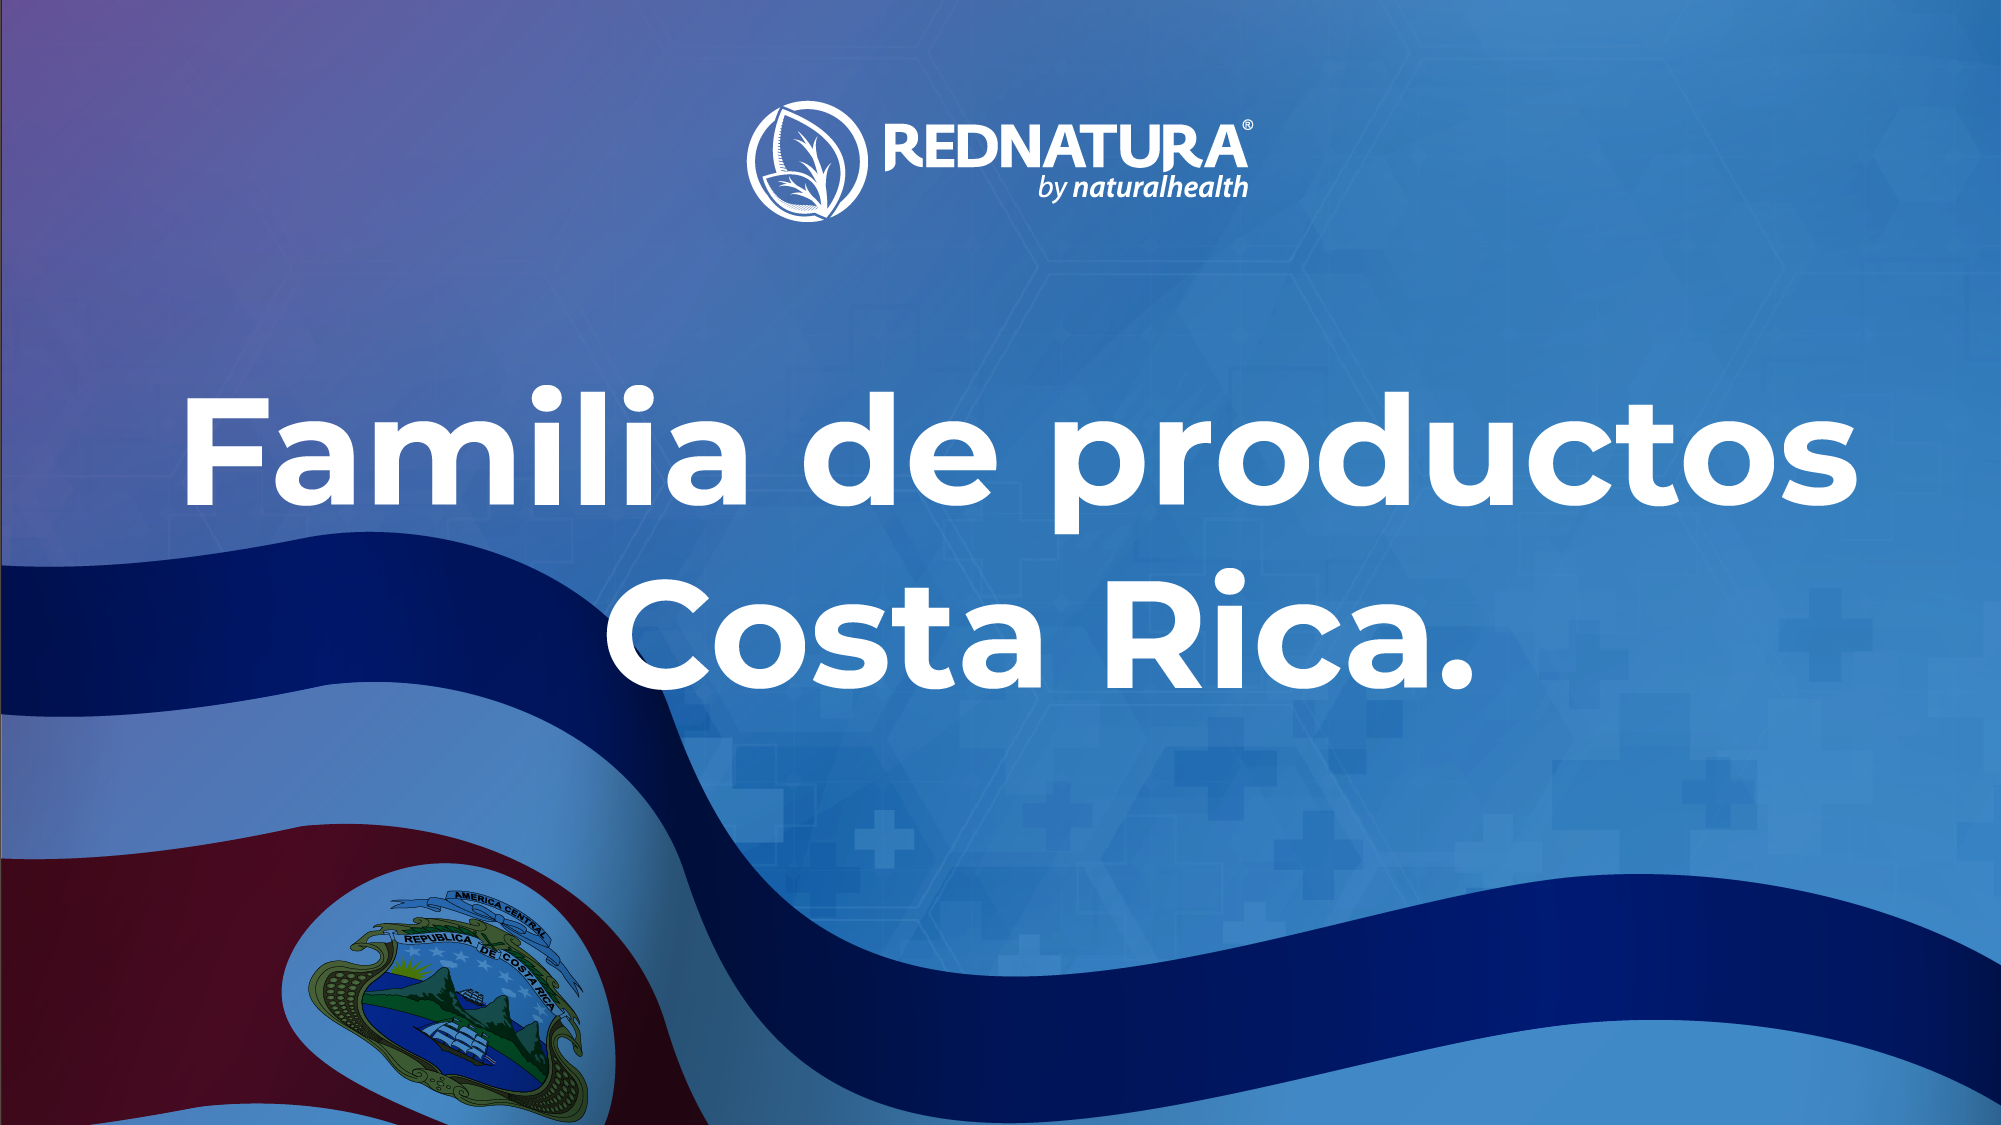 REDNATURA®
by naturalhealth
Familia de productos
Costa Rica.
AMERICA CENTRAL
REPUBLICA DE COSTA RICA